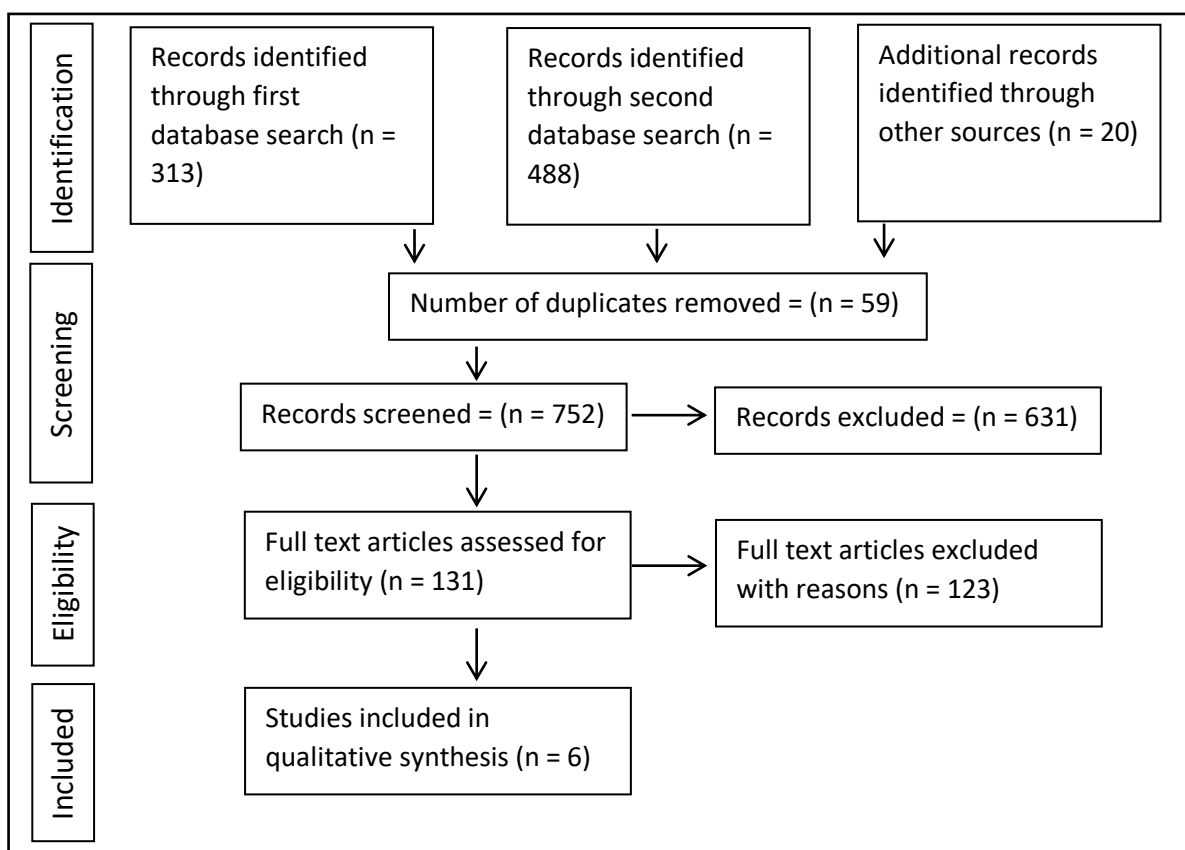 Identification
Records identified
through first
database search (n =
313)
Records identified
through second
database search (n =
488)
Additional records
identified through
other sources (n = 20)
Screening
Number of duplicates removed = (n = 59)
Records screened = (n = 752)
Records excluded = (n = 631)
Eligibility
Full text articles assessed for
eligibility (n = 131)
Full text articles excluded
with reasons (n = 123)
Included
Studies included in
qualitative synthesis (n = 6)